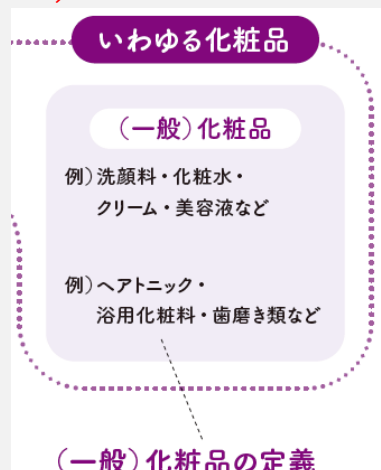 いわゆる化粧品
（一般）化粧品
例）洗顔料・化粧水・
クリーム・美容液など
例）ヘアトニック・
浴用化粧料・歯磨き類など
（一般）化粧品の定義